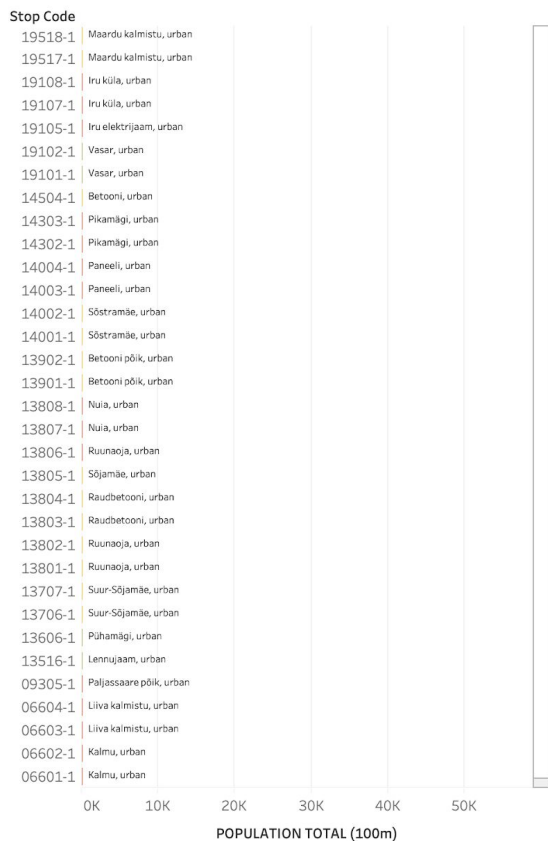 Stop Code
19518-1 Maardu kalmistu, urban
19517-1 Maardu kalmistu, urban
19108-1 Iru küla, urban
19107-1 Iru küla, urban
19105-1 Iru elektrijaam, urban
19102-1 Vasar, urban
19101-1 Vasar, urban
14504-1 Betooni, urban
14303-1 Pikamägi, urban
14302-1 Pikamägi, urban
14004-1 Paneeli, urban
14003-1 Paneeli, urban
14002-1 Sõstramäe, urban
14001-1 Sõstramäe, urban
13902-1 Betooni põik, urban
13901-1 Betooni põik, urban
13808-1 Nuia, urban
13807-1 Nuia, urban
13806-1 Ruunaoja, urban
13805-1 Sõjamäe, urban
13804-1 Raudbetooni, urban
13803-1 Raudbetooni, urban
13802-1 Ruunaoja, urban
13801-1 Ruunaoja, urban
13707-1 Suur-Sõjamäe, urban
13706-1 Suur-Sõjamäe, urban
13606-1 Pühamägi, urban
13516-1 Lennujaam, urban
09305-1 Paljassaare põik, urban
06604-1 Liiva kalmistu, urban
06603-1 Liiva kalmistu, urban
06602-1 Kalmu, urban
06601-1 Kalmu, urban
0K 10K 20K 30K 40K 50K
POPULATION TOTAL (100m)